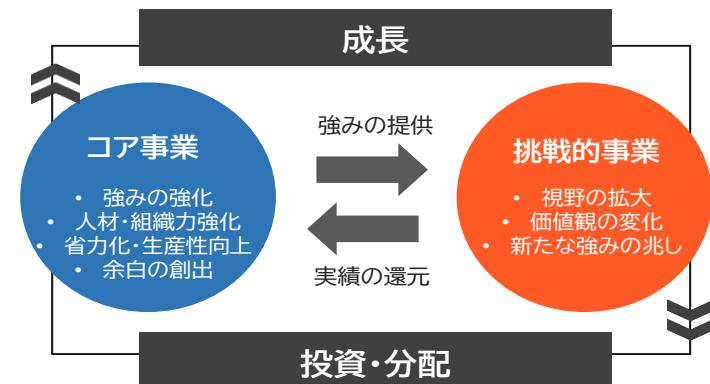 成長
コア事業
• 強みの強化
• 人材・組織力強化
• 省力化・生産性向上
• 余白の創出
強みの提供
実績の還元
挑戦的事業
• 視野の拡大
• 価値観の変化
• 新たな強みの兆し
投資・分配